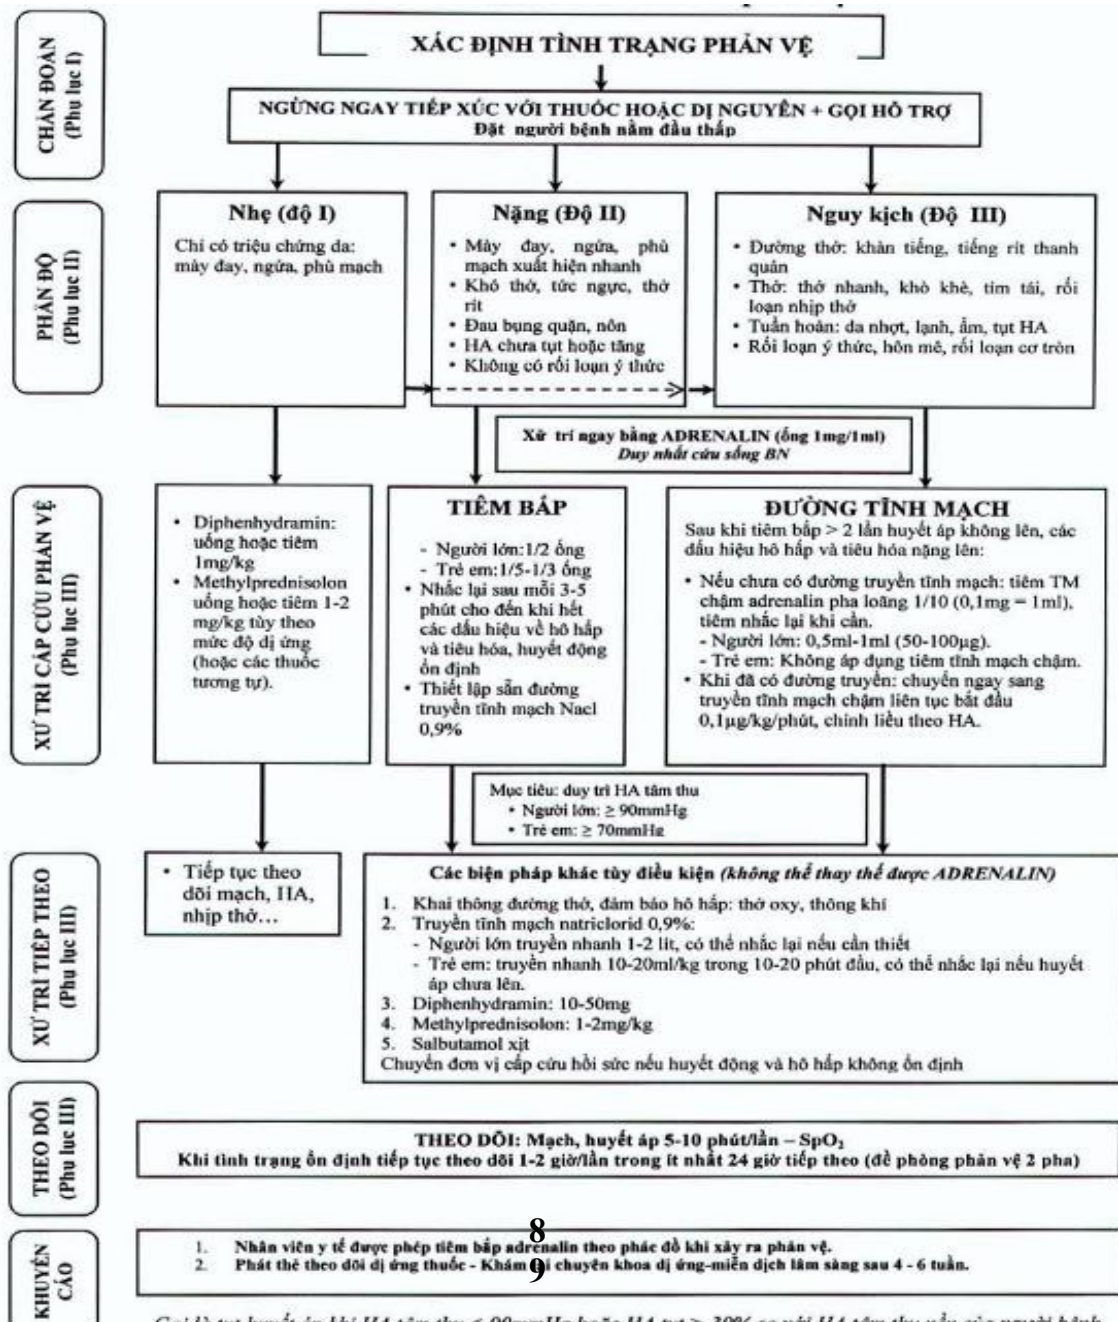 XÁC ĐỊNH TÌNH TRẠNG PHẢN VỆ
CHẨN ĐOÁN
(Phụ lục I)
NGỪNG NGAY TIẾP XÚC VỚI THUỐC HOẶC DỊ NGUYÊN + GỌI HỖ TRỢ
Đặt người bệnh nằm đầu thấp
PHÂN ĐỘ
(Phụ lục II)
Nhẹ (độ I)
Chỉ có triệu chứng da:
mày đay, ngứa, phù mạch
Nặng (Độ II)
• Mày đay, ngứa, phù
mạch xuất hiện nhanh
• Khó thở, tức ngực, thở
rít
• Đau bụng quặn, nôn
• HA chưa tụt hoặc tăng
• Không có rối loạn ý thức
Nguy kịch (Độ III)
• Đường thở: khàn tiếng, tiếng rít thanh
quản
• Thở: thở nhanh, khò khè, tím tái, rối
loạn nhịp thở
• Tuần hoàn: da nhợt, lạnh, ẩm, tụt HA
• Rối loạn ý thức, hôn mê, rối loạn cơ tròn
Xử trí ngay bằng ADRENALIN (ống 1mg/1ml)
Duy nhất cứu sống BN
XỬ TRÍ CẤP CỨU PHẢN VỆ
(Phụ lục III)
• Diphenhydramin:
uống hoặc tiêm
1mg/kg
• Methylprednisolon
uống hoặc tiêm 1-2
mg/kg tùy theo
mức độ dị ứng
(hoặc các thuốc
tương tự).
TIÊM BẮP
- Người lớn:1/2 ống
- Trẻ em:1/5-1/3 ống
• Nhắc lại sau mỗi 3-5
phút cho đến khi hết
các dấu hiệu về hô hấp
và tiêu hóa, huyết động
ổn định
• Thiết lập sẵn đường
truyền tĩnh mạch Nacl
0,9%
ĐƯỜNG TĨNH MẠCH
Sau khi tiêm bắp > 2 lần huyết áp không lên, các
dấu hiệu hô hấp và tiêu hóa nặng lên:
• Nếu chưa có đường truyền tĩnh mạch: tiêm TM
chậm adrenalin pha loãng 1/10 (0,1mg = 1ml),
tiêm nhắc lại khi cần.
- Người lớn: 0,5ml-1ml (50-100µg).
- Trẻ em: Không áp dụng tiêm tĩnh mạch chậm.
• Khi đã có đường truyền: chuyển ngay sang
truyền tĩnh mạch chậm liên tục bắt đầu
0,1µg/kg/phút, chỉnh liều theo HA.
Mục tiêu: duy trì HA tâm thu
• Người lớn: ≥ 90mmHg
• Trẻ em: ≥ 70mmHg
XỬ TRÍ TIẾP THEO
(Phụ lục III)
• Tiếp tục theo
dõi mạch, HA,
nhịp thở…
Các biện pháp khác tùy điều kiện (không thể thay thế được ADRENALIN)
1. Khai thông đường thở, đảm bảo hô hấp: thở oxy, thông khí
2. Truyền tĩnh mạch natriclorid 0,9%:
- Người lớn truyền nhanh 1-2 lít, có thể nhắc lại nếu cần thiết
- Trẻ em: truyền nhanh 10-20ml/kg trong 10-20 phút đầu, có thể nhắc lại nếu huyết
áp chưa lên.
3. Diphenhydramin: 10-50mg
4. Methylprednisolon: 1-2mg/kg
5. Salbutamol xịt
Chuyển đơn vị cấp cứu hồi sức nếu huyết động và hô hấp không ổn định
THEO DÕI
(Phụ lục III)
THEO DÕI: Mạch, huyết áp 5-10 phút/lần – SpO₂
Khi tình trạng ổn định tiếp tục theo dõi 1-2 giờ/lần trong ít nhất 24 giờ tiếp theo (đề phòng phản vệ 2 pha)
KHUYẾN
CÁO
1. Nhân viên y tế được phép tiêm bắp adrenalin theo phác đồ khi xảy ra phản vệ.
2. Phát thẻ theo dõi dị ứng thuốc - Khám lại chuyên khoa dị ứng-miễn dịch lâm sàng sau 4 - 6 tuần.
8
9